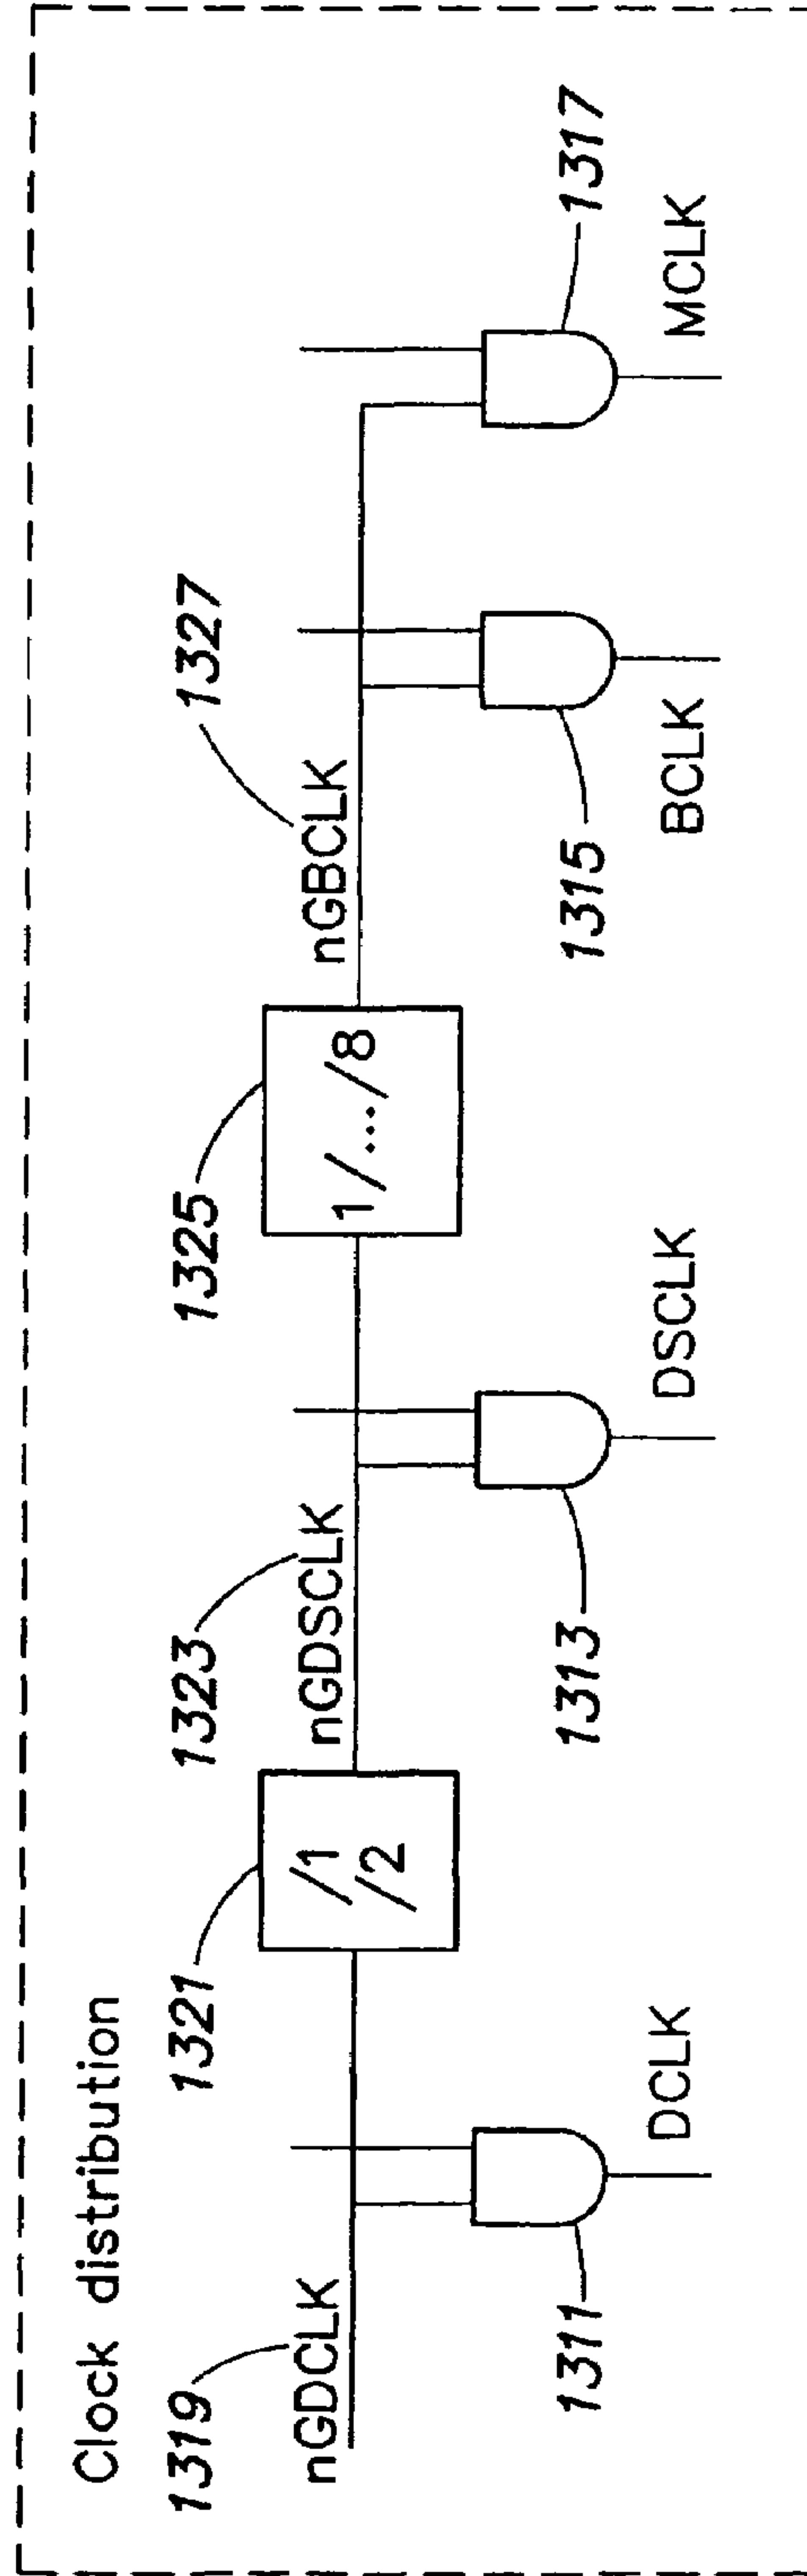 Clock distribution
1319
nGDCLK
1311
DCLK
1321
/1
/2
1323
nGDSCLK
1313
DSCLK
1325
1/.../8
1327
nGBCLK
1315
BCLK
1317
MCLK